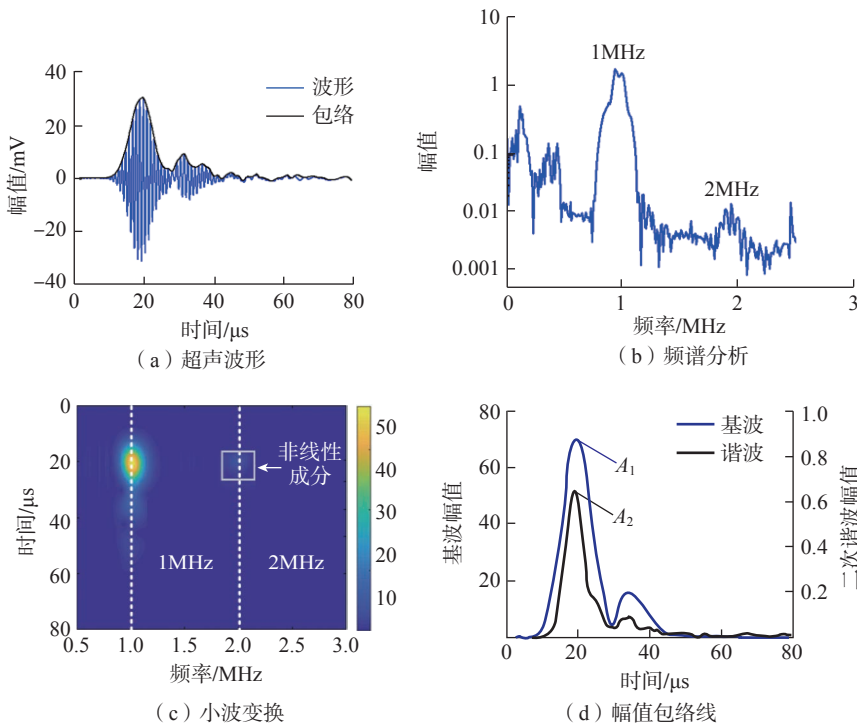 40
20
0
−20
−40
幅值/mV
波形
包络
0
20
40
60
80
时间/μs
(a) 超声波形
10
1
0.1
0.01
0.001
幅值
1MHz
2MHz
0
1
2
3
频率/MHz
(b) 频谱分析
0
20
40
60
80
时间/μs
非线性
成分
1MHz
2MHz
50
40
30
20
10
0.5
1.0
1.5
2.0
2.5
3.0
频率/MHz
(c) 小波变换
80
60
40
20
基波幅值
基波
谐波
A₁
A₂
1.0
0.8
0.6
0.4
0.2
二次谐波幅值
0
20
40
60
80
时间/μs
(d) 幅值包络线